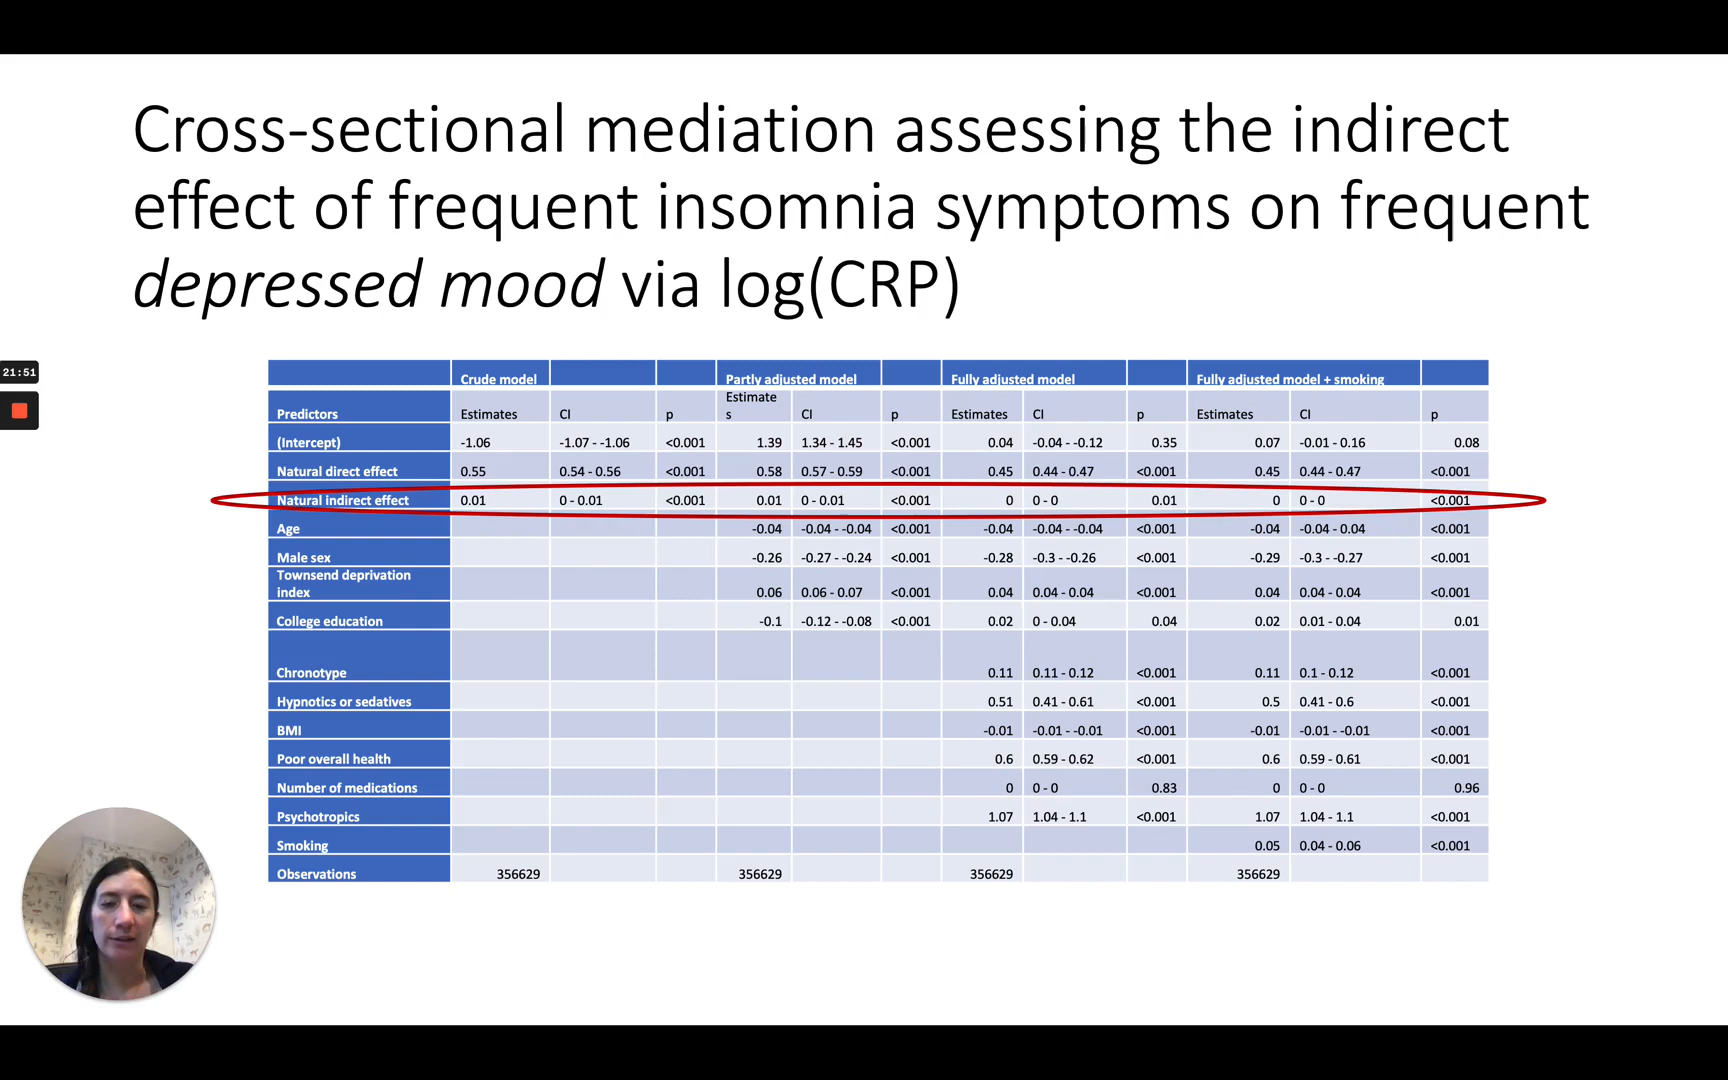 Cross-sectional mediation assessing the indirect
effect of frequent insomnia symptoms on frequent
depressed mood via log(CRP)
21:51
Crude model Partly adjusted model Fully adjusted model Fully adjusted model + smoking
Predictors Estimates CI p Estimates CI p Estimates CI p Estimates CI p
(Intercept) -1.06 -1.07 - -1.06 <0.001 1.39 1.34 - 1.45 <0.001 0.04 -0.04 - -0.12 0.35 0.07 -0.01 - 0.16 0.08
Natural direct effect 0.55 0.54 - 0.56 <0.001 0.58 0.57 - 0.59 <0.001 0.45 0.44 - 0.47 <0.001 0.45 0.44 - 0.47 <0.001
Natural indirect effect 0.01 0 - 0.01 <0.001 0.01 0 - 0.01 <0.001 0 0 - 0 0.01 0 0 - 0 <0.001
Age -0.04 -0.04 - -0.04 <0.001 -0.04 -0.04 - -0.04 <0.001 -0.04 -0.04 - 0.04 <0.001
Male sex -0.26 -0.27 - -0.24 <0.001 -0.28 -0.3 - -0.26 <0.001 -0.29 -0.3 - -0.27 <0.001
Townsend deprivation
index 0.06 0.06 - 0.07 <0.001 0.04 0.04 - 0.04 <0.001 0.04 0.04 - 0.04 <0.001
College education -0.1 -0.12 - -0.08 <0.001 0.02 0 - 0.04 0.04 0.02 0.01 - 0.04 0.01
Chronotype 0.11 0.11 - 0.12 <0.001 0.11 0.1 - 0.12 <0.001
Hypnotics or sedatives 0.51 0.41 - 0.61 <0.001 0.5 0.41 - 0.6 <0.001
BMI -0.01 -0.01 - -0.01 <0.001 -0.01 -0.01 - -0.01 <0.001
Poor overall health 0.6 0.59 - 0.62 <0.001 0.6 0.59 - 0.61 <0.001
Number of medications 0 0 - 0 0.83 0 0 - 0 0.96
Psychotropics 1.07 1.04 - 1.1 <0.001 1.07 1.04 - 1.1 <0.001
Smoking 0.05 0.04 - 0.06 <0.001
Observations 356629 356629 356629 356629